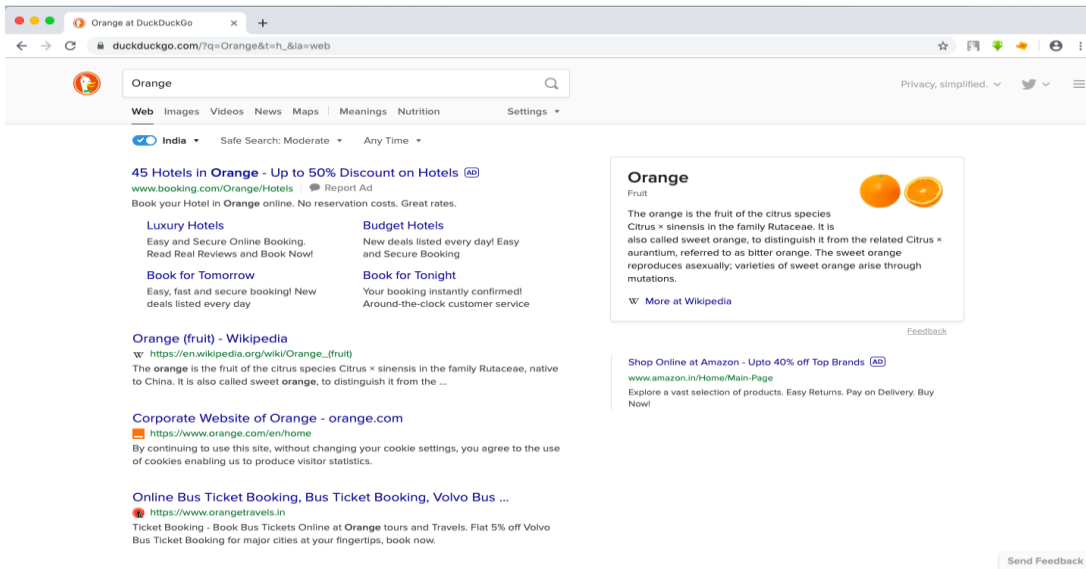 Orange at DuckDuckGo
duckduckgo.com/?q=Orange&t=h_&ia=web
Orange
Privacy, simplified.
Web Images Videos News Maps Meanings Nutrition Settings
India Safe Search: Moderate Any Time
45 Hotels in Orange - Up to 50% Discount on Hotels AD
www.booking.com/Orange/Hotels Report Ad
Book your Hotel in Orange online. No reservation costs. Great rates.
Luxury Hotels
Easy and Secure Online Booking.
Read Real Reviews and Book Now!
Budget Hotels
New deals listed every day! Easy
and Secure Booking
Book for Tomorrow
Easy, fast and secure booking! New
deals listed every day
Book for Tonight
Your booking instantly confirmed!
Around-the-clock customer service
Orange (fruit) - Wikipedia
W https://en.wikipedia.org/wiki/Orange_(fruit)
The orange is the fruit of the citrus species Citrus × sinensis in the family Rutaceae, native
to China. It is also called sweet orange, to distinguish it from the ...
Corporate Website of Orange - orange.com
https://www.orange.com/en/home
By continuing to use this site, without changing your cookie settings, you agree to the use
of cookies enabling us to produce visitor statistics.
Online Bus Ticket Booking, Bus Ticket Booking, Volvo Bus ...
https://www.orangetravels.in
Ticket Booking - Book Bus Tickets Online at Orange tours and Travels. Flat 5% off Volvo
Bus Ticket Booking for major cities at your fingertips, book now.
Orange
Fruit
The orange is the fruit of the citrus species
Citrus × sinensis in the family Rutaceae. It is
also called sweet orange, to distinguish it from the related Citrus ×
aurantium, referred to as bitter orange. The sweet orange
reproduces asexually; varieties of sweet orange arise through
mutations.
W More at Wikipedia
Feedback
Shop Online at Amazon - Upto 40% off Top Brands AD
www.amazon.in/Home/Main-Page
Explore a vast selection of products. Easy Returns. Pay on Delivery. Buy
Now!
Send Feedback